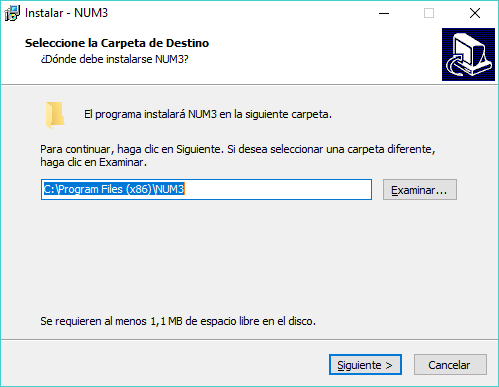 Instalar - NUM3
Seleccione la Carpeta de Destino
¿Dónde debe instalarse NUM3?
El programa instalará NUM3 en la siguiente carpeta.
Para continuar, haga clic en Siguiente. Si desea seleccionar una carpeta diferente,
haga clic en Examinar.
C:\Program Files (x86)\NUM3
Examinar...
Se requieren al menos 1,1 MB de espacio libre en el disco.
Siguiente >
Cancelar